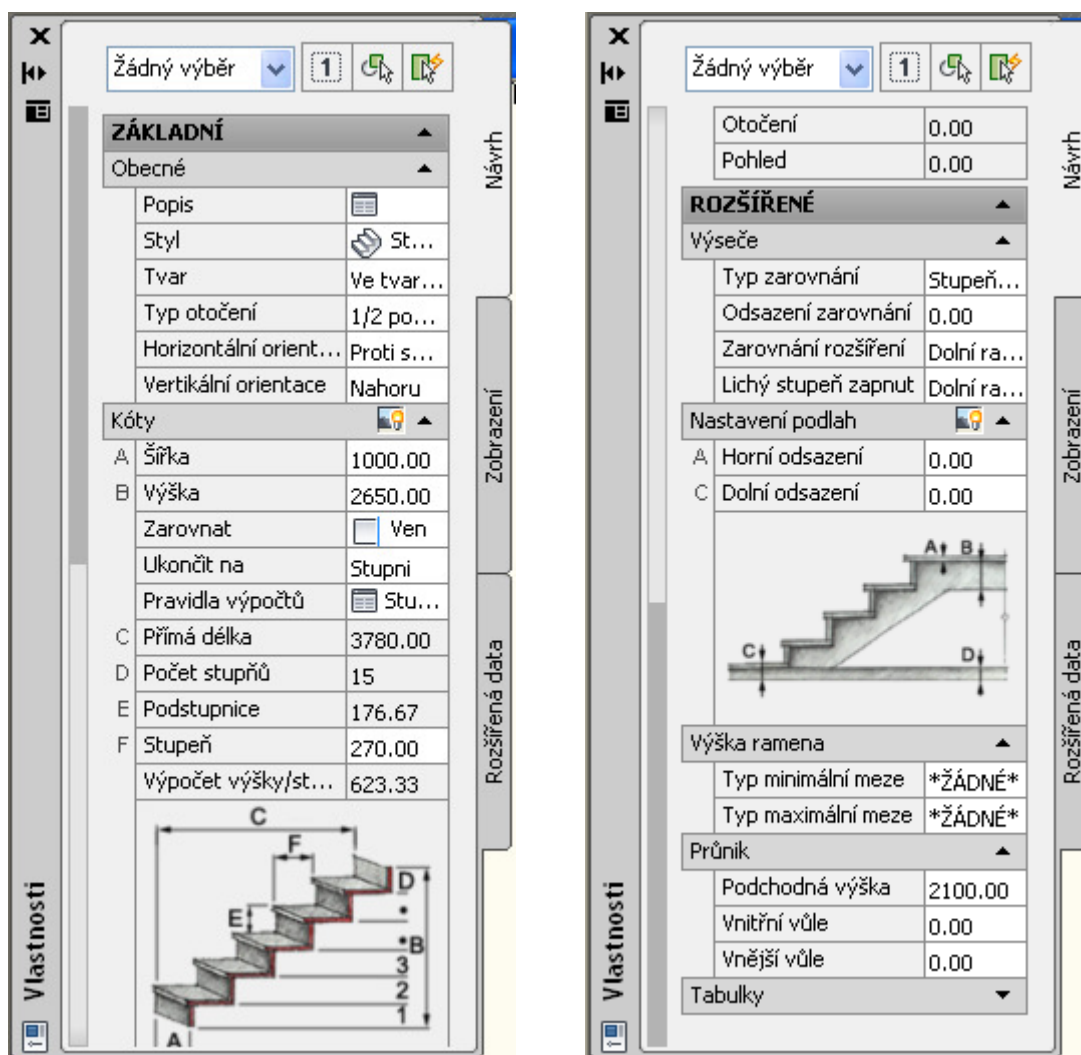 Žádný výběr 1
ZÁKLADNÍ
Obecné
Popis
Styl St...
Tvar Ve tvar...
Typ otočení 1/2 po...
Horizontální orient... Proti s...
Vertikální orientace Nahoru
Kóty
A Šířka 1000.00
B Výška 2650.00
Zarovnat Ven
Ukončit na Stupni
Pravidla výpočtů Stu...
C Přímá délka 3780.00
D Počet stupňů 15
E Podstupnice 176.67
F Stupeň 270.00
Výpočet výšky/st... 623.33
C
F
D
E
B
3
2
1
A
Návrh
Zobrazení
Rozšířená data
Vlastnosti
Žádný výběr 1
Otočení 0.00
Pohled 0.00
ROZŠÍŘENÉ
Výseče
Typ zarovnání Stupeň...
Odsazení zarovnání 0.00
Zarovnání rozšíření Dolní ra...
Lichý stupeň zapnut Dolní ra...
Nastavení podlah
A Horní odsazení 0.00
C Dolní odsazení 0.00
A B
C D
Výška ramena
Typ minimální meze *ŽÁDNÉ*
Typ maximální meze *ŽÁDNÉ*
Průnik
Podchodná výška 2100.00
Vnitřní vůle 0.00
Vnější vůle 0.00
Tabulky
Návrh
Zobrazení
Rozšířená data
Vlastnosti